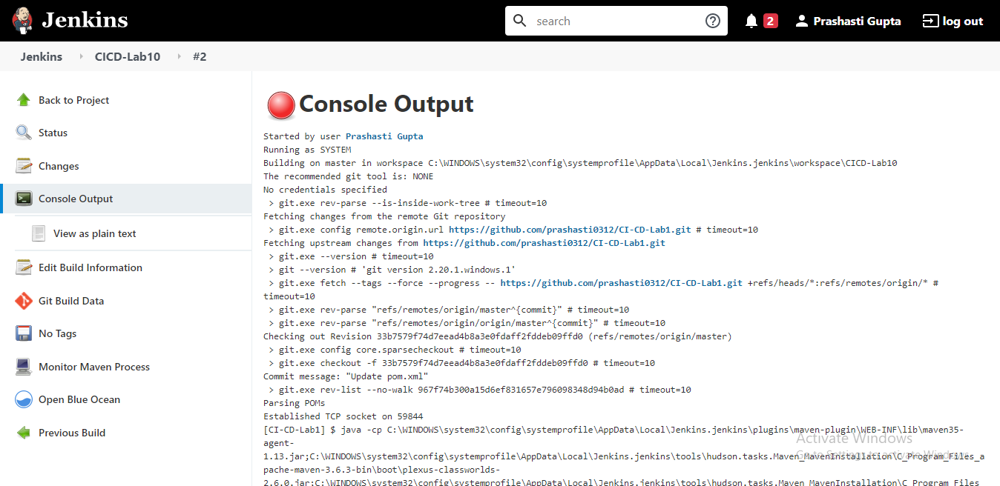 Jenkins
search
2
Prashasti Gupta
log out
Jenkins
CICD-Lab10
#2
Back to Project
Status
Changes
Console Output
View as plain text
Edit Build Information
Git Build Data
No Tags
Monitor Maven Process
Open Blue Ocean
Previous Build
Console Output
Started by user Prashasti Gupta
Running as SYSTEM
Building on master in workspace C:\WINDOWS\system32\config\systemprofile\AppData\Local\Jenkins.jenkins\workspace\CICD-Lab10
The recommended git tool is: NONE
No credentials specified
> git.exe rev-parse --is-inside-work-tree # timeout=10
Fetching changes from the remote Git repository
> git.exe config remote.origin.url https://github.com/prashasti0312/CI-CD-Lab1.git # timeout=10
Fetching upstream changes from https://github.com/prashasti0312/CI-CD-Lab1.git
> git.exe --version # timeout=10
> git --version # 'git version 2.20.1.windows.1'
> git.exe fetch --tags --force --progress -- https://github.com/prashasti0312/CI-CD-Lab1.git +refs/heads/*:refs/remotes/origin/* #
timeout=10
> git.exe rev-parse "refs/remotes/origin/master^{commit}" # timeout=10
> git.exe rev-parse "refs/remotes/origin/origin/master^{commit}" # timeout=10
Checking out Revision 33b7579f74d7eead4b8a3e0fdaff2fddeb09ffd0 (refs/remotes/origin/master)
> git.exe config core.sparsecheckout # timeout=10
> git.exe checkout -f 33b7579f74d7eead4b8a3e0fdaff2fddeb09ffd0 # timeout=10
Commit message: "Update pom.xml"
> git.exe rev-list --no-walk 967f74b300a15d6ef831657e796098348d94b0ad # timeout=10
Parsing POMs
Established TCP socket on 59844
[CI-CD-Lab1] $ java -cp C:\WINDOWS\system32\config\systemprofile\AppData\Local\Jenkins.jenkins\plugins\maven-plugin\WEB-INF\lib\maven35-
agent-
1.13.jar;C:\WINDOWS\system32\config\systemprofile\AppData\Local\Jenkins.jenkins\tools\hudson.tasks.Maven_MavenInstallation\C_Program_Files_a
pache-maven-3.6.3-bin\boot\plexus-classworlds-
2.6.0.jar;C:\WINDOWS\system32\config\systemprofile\AppData\Local\Jenkins.jenkins\tools\hudson.tasks.Maven_MavenInstallation\C_Program_Files
Activate Windows
Go to Settings to activate Windows.